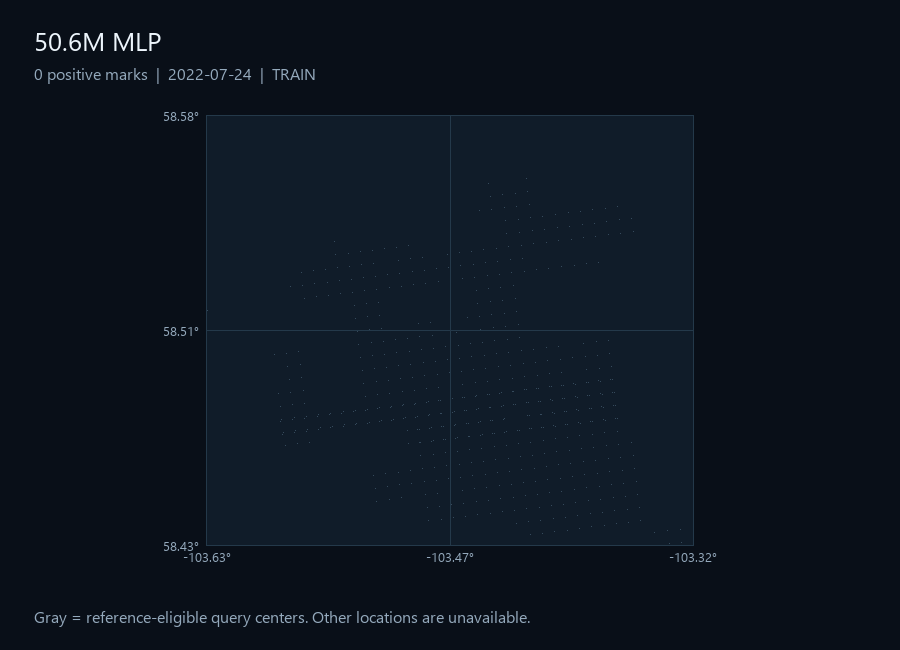 50.6M MLP
0 positive marks | 2022-07-24 | TRAIN
58.58°
58.51°
58.43°
-103.63°
-103.47°
-103.32°
Gray = reference-eligible query centers. Other locations are unavailable.